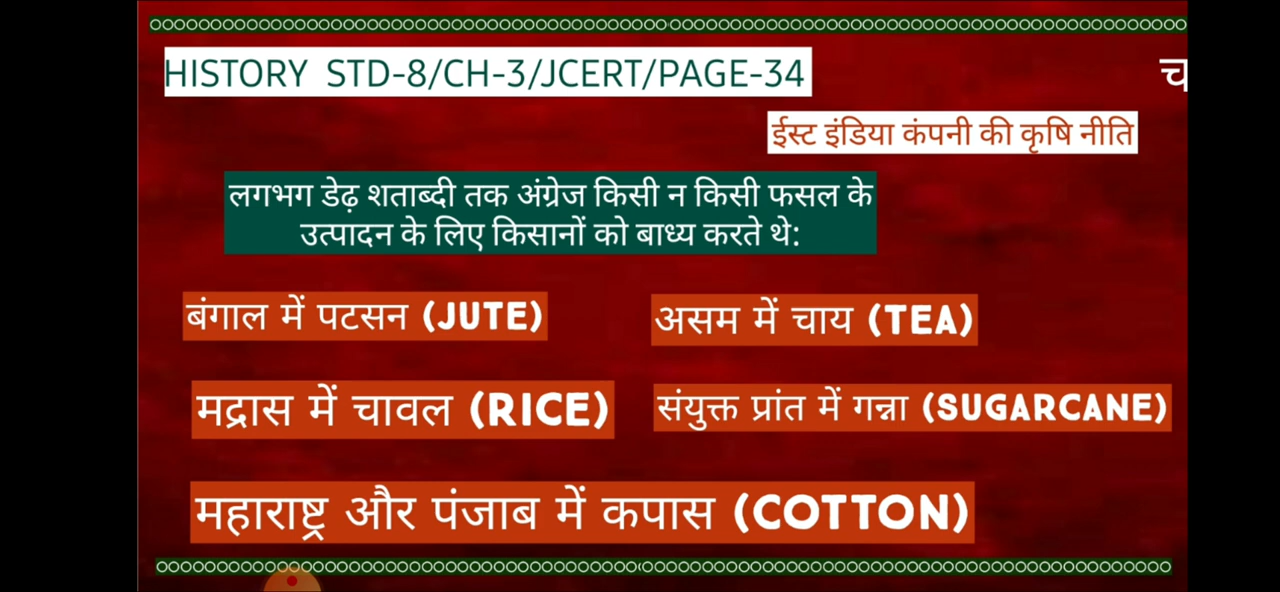 HISTORY STD-8/CH-3/JCERT/PAGE-34
ईस्ट इंडिया कंपनी की कृषि नीति
लगभग डेढ़ शताब्दी तक अंग्रेज किसी न किसी फसल के
उत्पादन के लिए किसानों को बाध्य करते थे:
बंगाल में पटसन (JUTE)
असम में चाय (TEA)
मद्रास में चावल (RICE)
संयुक्त प्रांत में गन्ना (SUGARCANE)
महाराष्ट्र और पंजाब में कपास (COTTON)